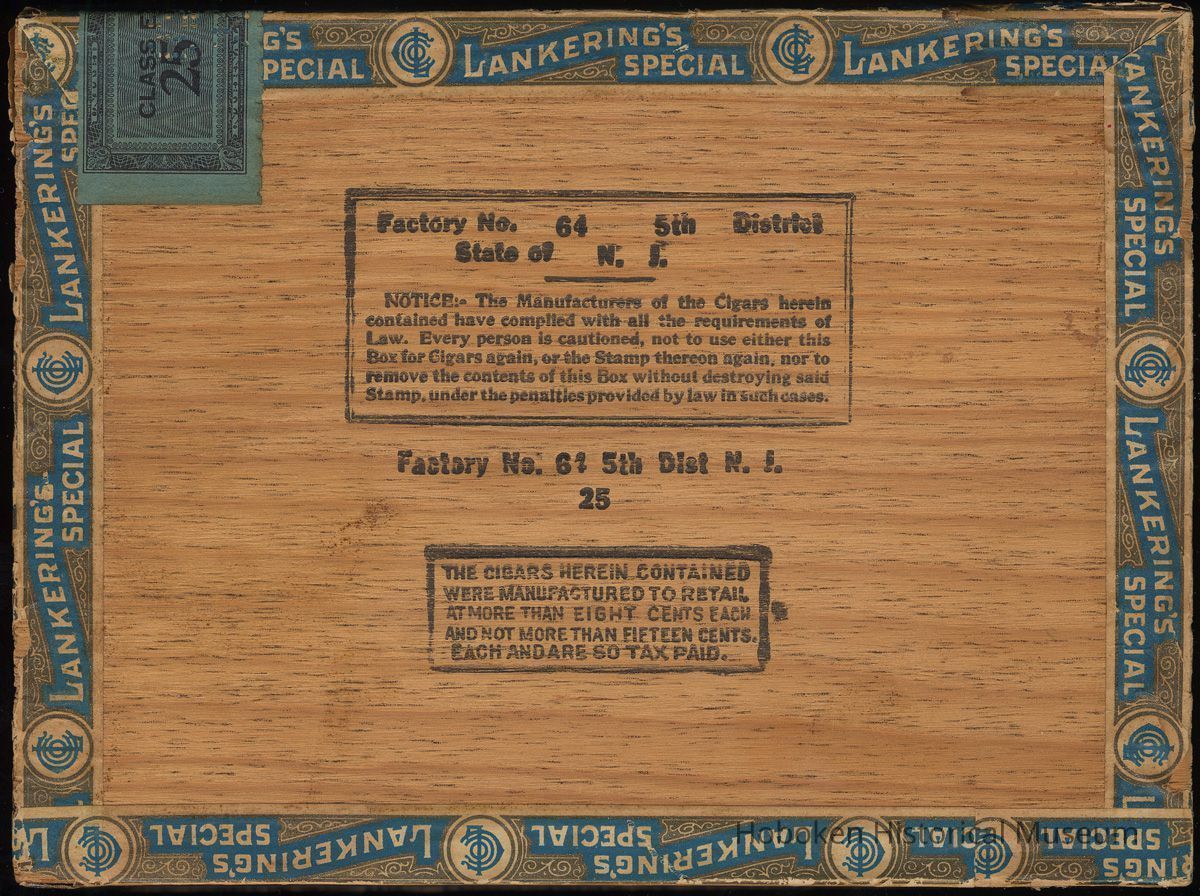 CLASS
25
LANKERING'S SPECIAL
LANKERING'S SPECIAL
G'S SPECIAL
LANKERING'S SPECIAL
LANKERING'S SPECIAL
LANKERING'S SPECIAL
LANKERING'S SPECIAL
Factory No. 64 5th District
State of N. J.
NOTICE:- The Manufacturers of the Cigars herein
contained have complied with all the requirements of
Law. Every person is cautioned, not to use either this
Box for Cigars again, or the Stamp thereon again, nor to
remove the contents of this Box without destroying said
Stamp, under the penalties provided by law in such cases.
Factory No. 64 5th Dist N. J.
25
THE CIGARS HEREIN CONTAINED
WERE MANUFACTURED TO RETAIL
AT MORE THAN EIGHT CENTS EACH
AND NOT MORE THAN FIFTEEN CENTS.
EACH AND ARE SO TAX PAID.
LANKERING'S SPECIAL
LANKERING'S SPECIAL
LANKERING'S SPECIAL
Hoboken Historical Museum